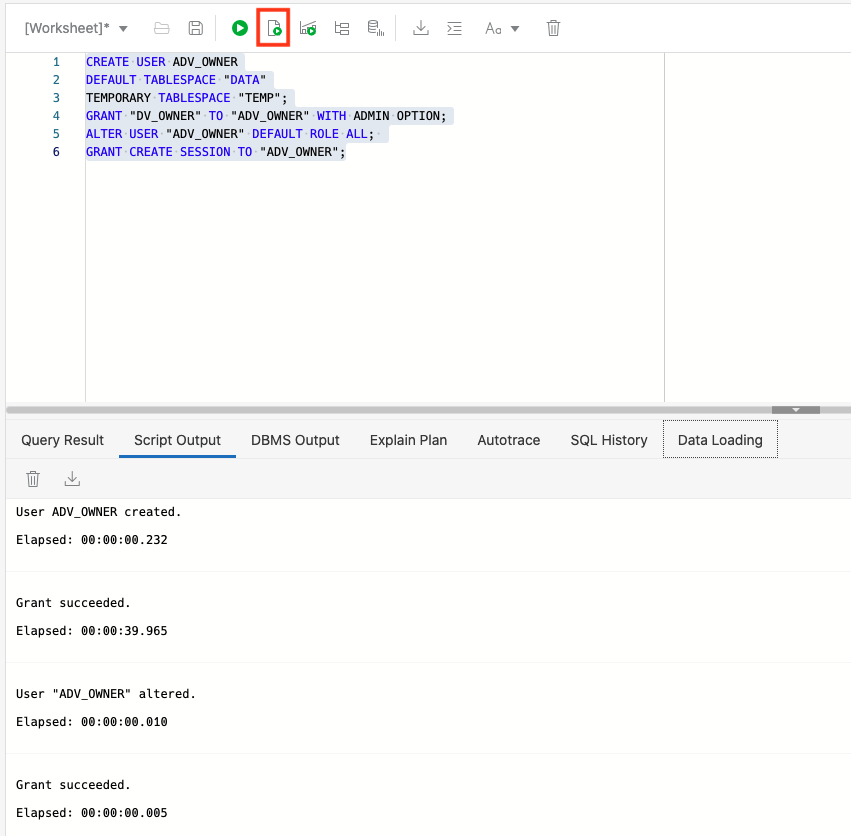 [Worksheet]*
Aa
1 CREATE USER ADV_OWNER
2 DEFAULT TABLESPACE "DATA"
3 TEMPORARY TABLESPACE "TEMP";
4 GRANT "DV_OWNER" TO "ADV_OWNER" WITH ADMIN OPTION;
5 ALTER USER "ADV_OWNER" DEFAULT ROLE ALL;
6 GRANT CREATE SESSION TO "ADV_OWNER";
Query Result Script Output DBMS Output Explain Plan Autotrace SQL History Data Loading
User ADV_OWNER created.
Elapsed: 00:00:00.232
Grant succeeded.
Elapsed: 00:00:39.965
User "ADV_OWNER" altered.
Elapsed: 00:00:00.010
Grant succeeded.
Elapsed: 00:00:00.005